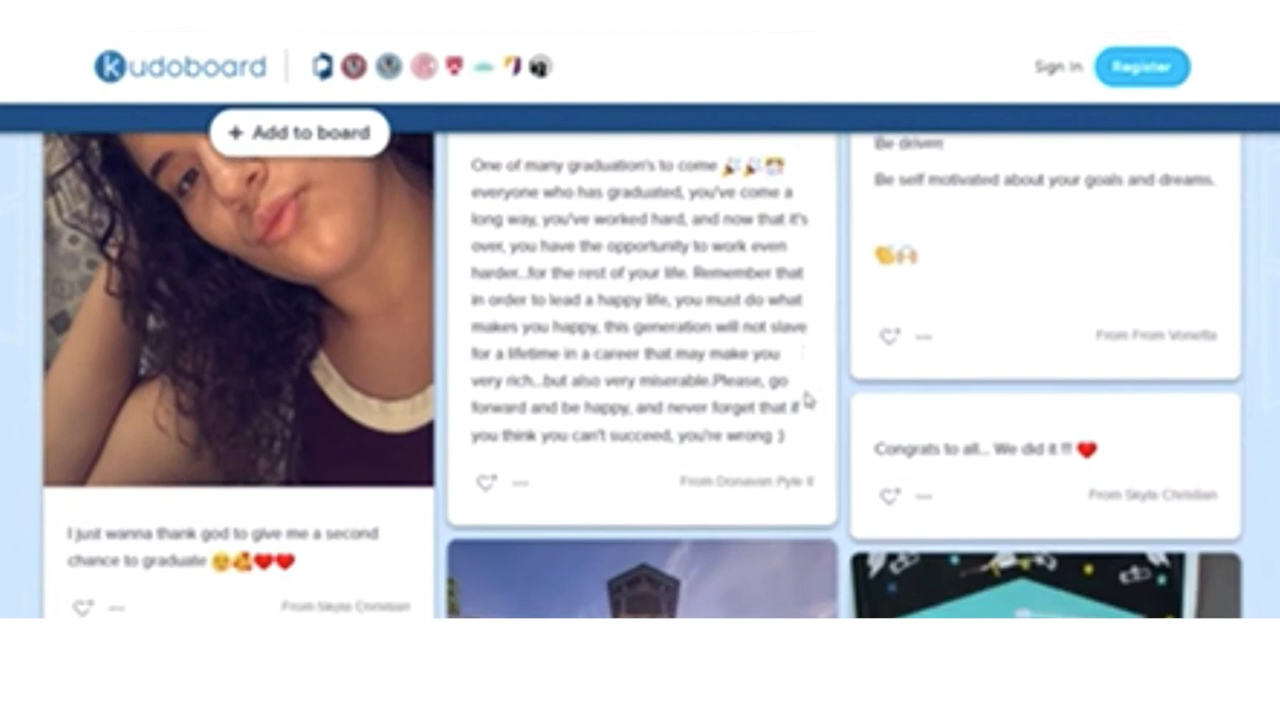 kudoboard
Sign In
Register
+ Add to board
I just wanna thank god to give me a second
chance to graduate 🥺🥰❤️❤️
From Skyla Christian
One of many graduation's to come 🎉🎉🎊
everyone who has graduated, you've come a
long way, you've worked hard, and now that it's
over, you have the opportunity to work even
harder...for the rest of your life. Remember that
in order to lead a happy life, you must do what
makes you happy, this generation will not slave
for a lifetime in a career that may make you
very rich...but also very miserable.Please, go
forward and be happy, and never forget that if
you think you can't succeed, you're wrong :)
From Donavan Pyle II
Be driven!
Be self motivated about your goals and dreams.
👏🙌
From From Vonetta
Congrats to all... We did it !!! ❤️
From Skyla Christian